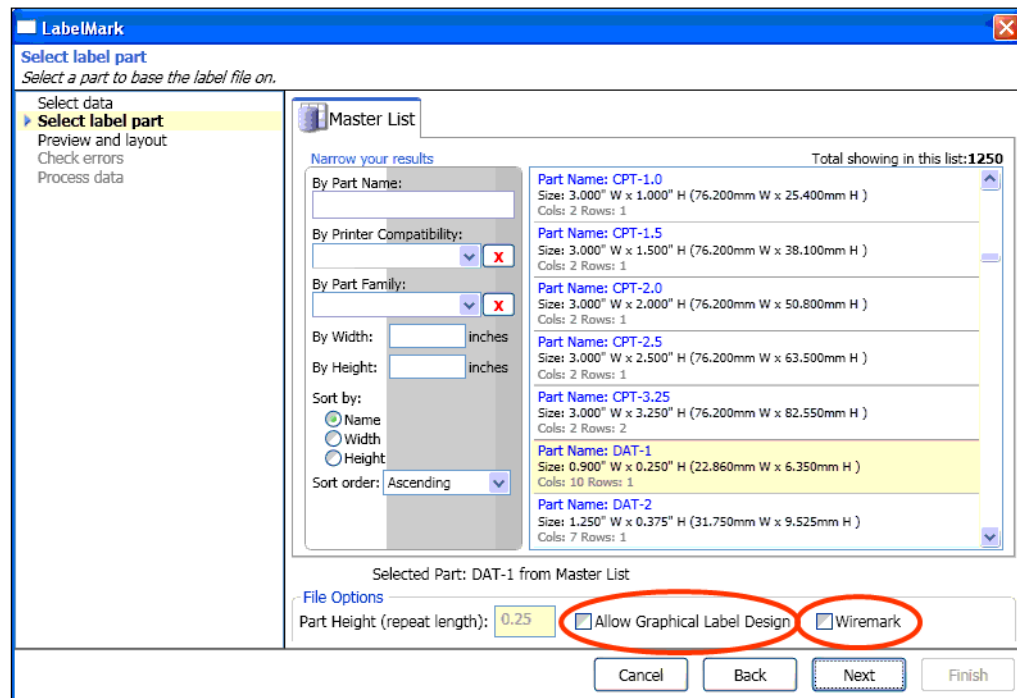 LabelMark
Select label part
Select a part to base the label file on.
Select data
Select label part
Preview and layout
Check errors
Process data
Master List
Narrow your results
Total showing in this list:1250
By Part Name:
By Printer Compatibility:
X
By Part Family:
X
By Width:
inches
By Height:
inches
Sort by:
Name
Width
Height
Sort order: Ascending
Part Name: CPT-1.0
Size: 3.000" W x 1.000" H (76.200mm W x 25.400mm H )
Cols: 2 Rows: 1
Part Name: CPT-1.5
Size: 3.000" W x 1.500" H (76.200mm W x 38.100mm H )
Cols: 2 Rows: 1
Part Name: CPT-2.0
Size: 3.000" W x 2.000" H (76.200mm W x 50.800mm H )
Cols: 2 Rows: 1
Part Name: CPT-2.5
Size: 3.000" W x 2.500" H (76.200mm W x 63.500mm H )
Cols: 2 Rows: 1
Part Name: CPT-3.25
Size: 3.000" W x 3.250" H (76.200mm W x 82.550mm H )
Cols: 2 Rows: 2
Part Name: DAT-1
Size: 0.900" W x 0.250" H (22.860mm W x 6.350mm H )
Cols: 10 Rows: 1
Part Name: DAT-2
Size: 1.250" W x 0.375" H (31.750mm W x 9.525mm H )
Cols: 7 Rows: 1
Selected Part: DAT-1 from Master List
File Options
Part Height (repeat length): 0.25
Allow Graphical Label Design
Wiremark
Cancel
Back
Next
Finish